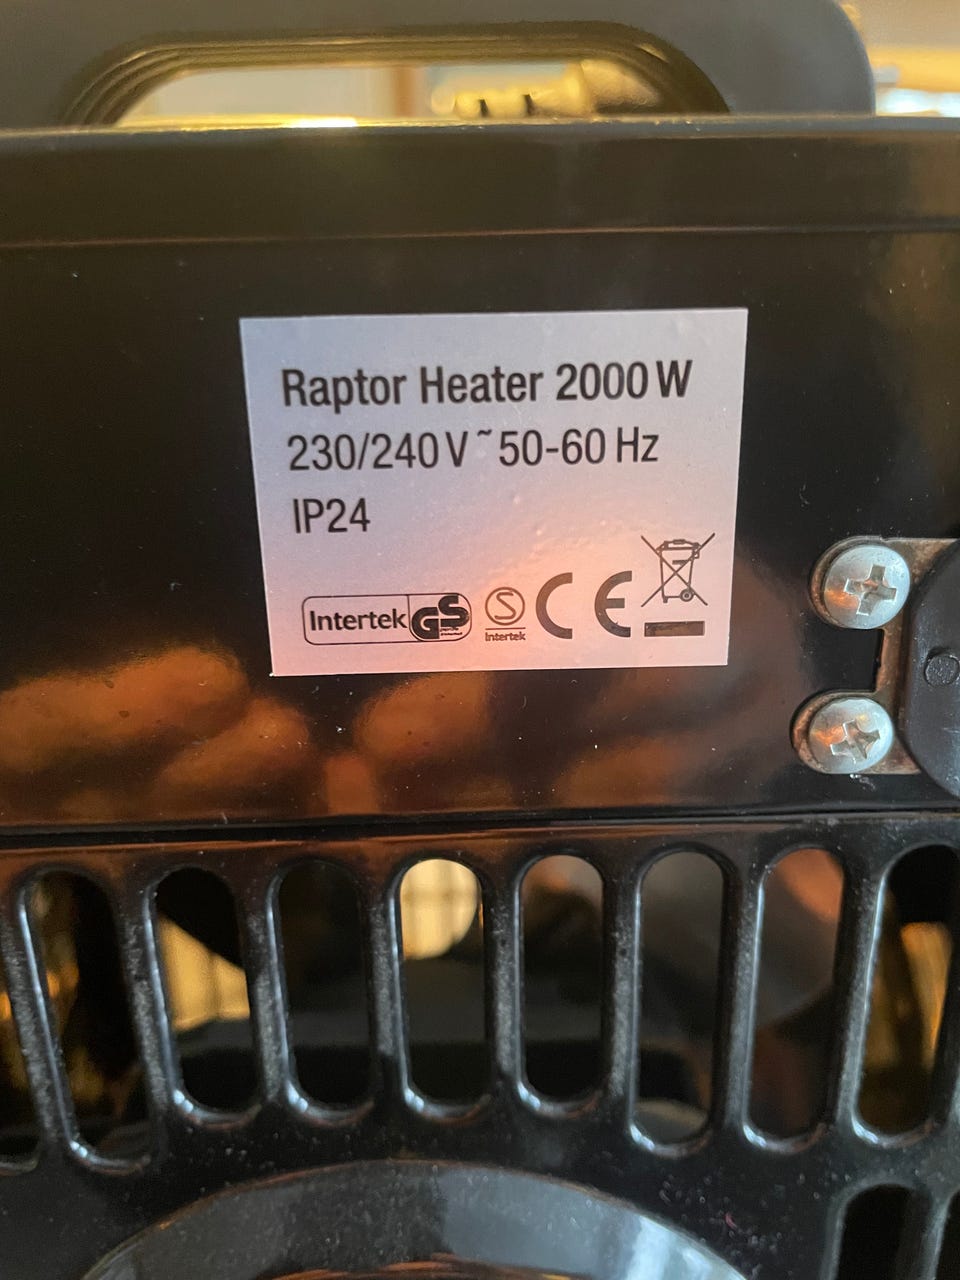 Raptor Heater 2000 W
230/240 V ~ 50-60 Hz
IP24
Intertek GS
S
Intertek
CE